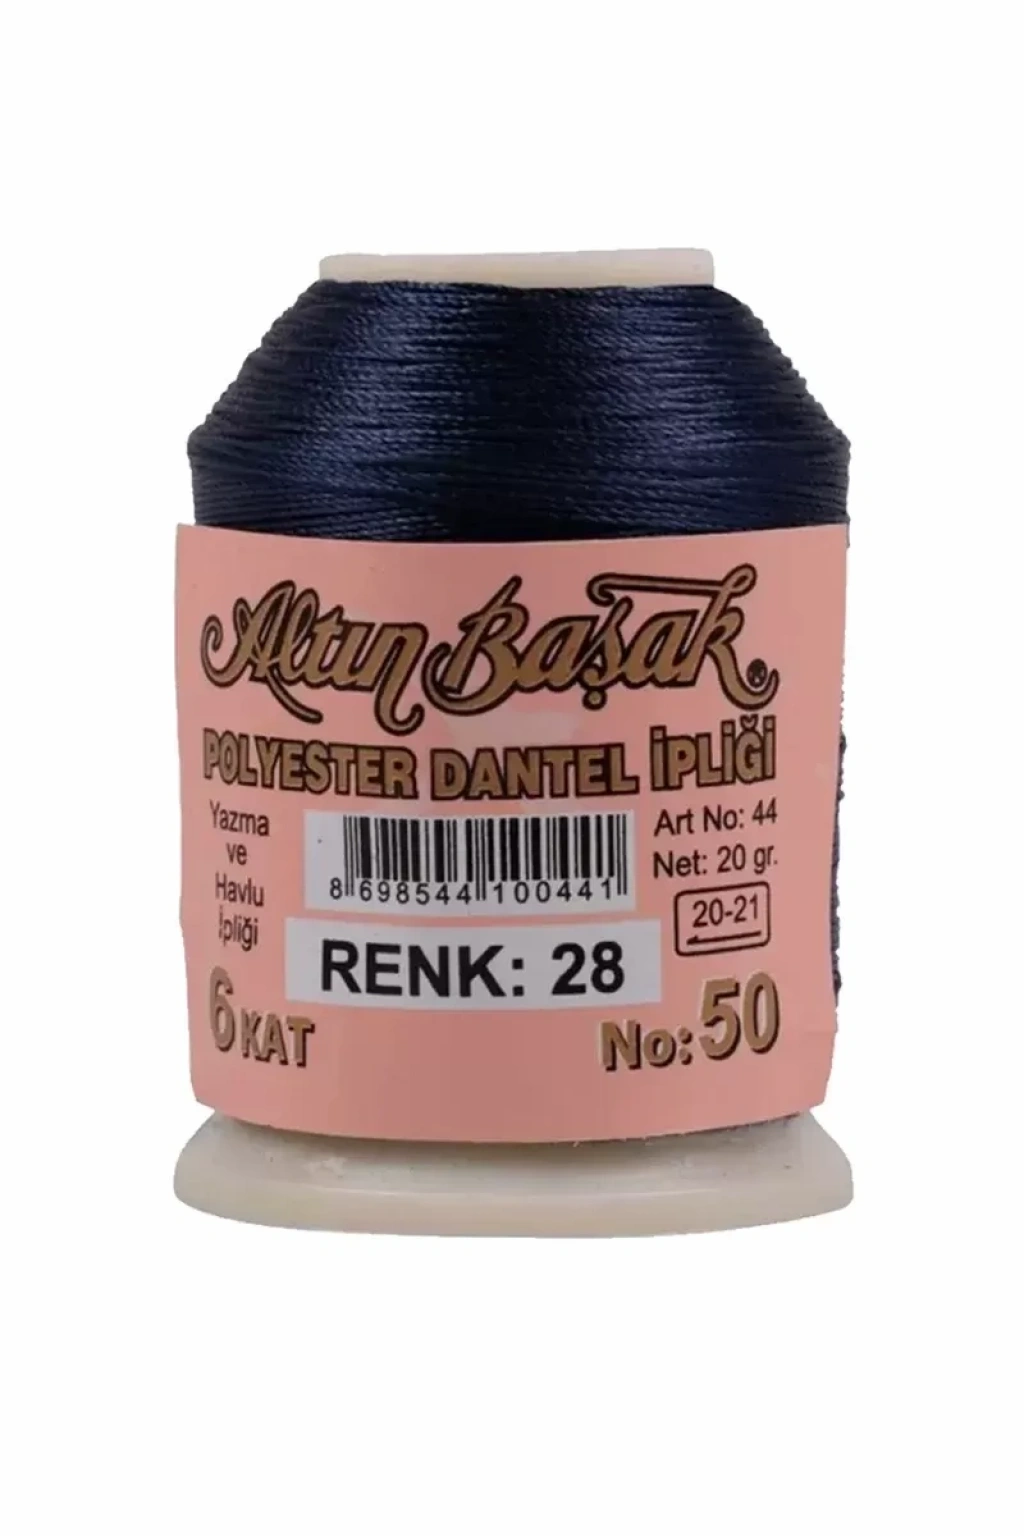 Altın Başak®
POLYESTER DANTEL İPLİĞİ
Yazma
ve
Havlu
İpliği
8 698544 100441
Art No: 44
Net: 20 gr.
20-21
RENK: 28
6 KAT
No: 50